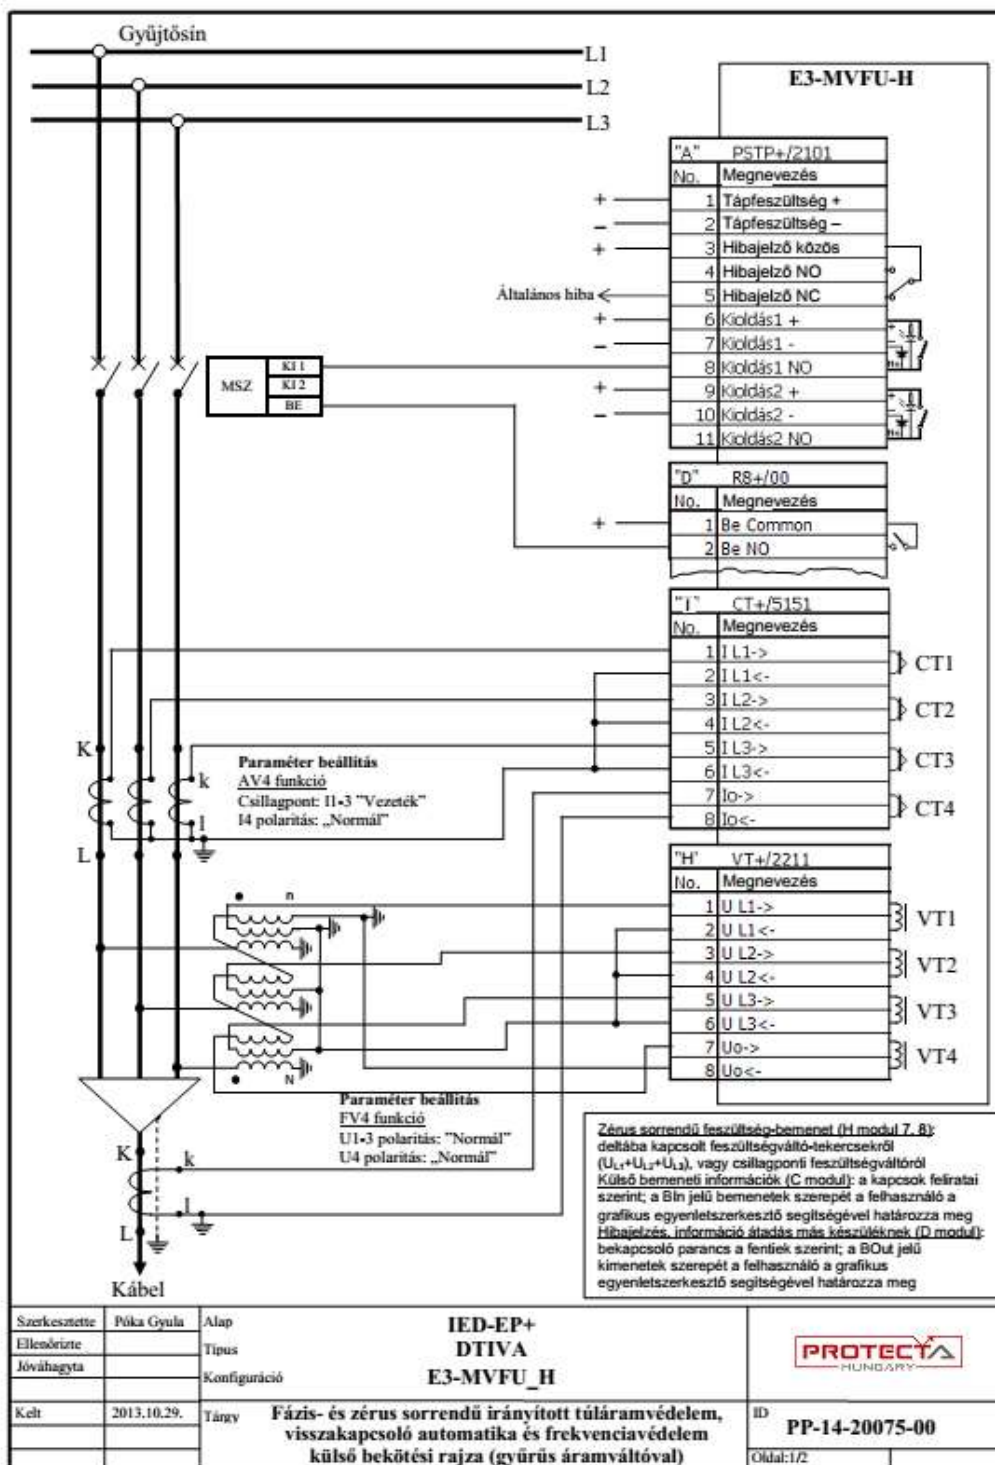 Gyűjtősín
L1
L2
L3
E3-MVFU-H
"A" PSTP+/2101
No. Megnevezés
+ 1 Tápfeszültség +
– 2 Tápfeszültség –
+ 3 Hibajelző közös
4 Hibajelző NO
Általános hiba 5 Hibajelző NC
+ 6 Kioldás1 +
– 7 Kioldás1 -
8 Kioldás1 NO
+ 9 Kioldás2 +
– 10 Kioldás2 -
11 Kioldás2 NO
MSZ
KI 1
KI 2
BE
"D" R8+/00
No. Megnevezés
+ 1 Be Common
2 Be NO
"I" CT+/5151
No. Megnevezés
1 I L1->
2 I L1<-
3 I L2->
4 I L2<-
5 I L3->
6 I L3<-
7 Io->
8 Io<-
CT1
CT2
CT3
CT4
K
k
l
L
Paraméter beállítás
AV4 funkció
Csillagpont: I1-3 "Vezeték"
I4 polaritás: „Normál"
"H" VT+/2211
No. Megnevezés
1 U L1->
2 U L1<-
3 U L2->
4 U L2<-
5 U L3->
6 U L3<-
7 Uo->
8 Uo<-
VT1
VT2
VT3
VT4
n
N
Paraméter beállítás
FV4 funkció
U1-3 polaritás: "Normál"
U4 polaritás: „Normál"
K
k
l
L
Kábel
Zérus sorrendű feszültség-bemenet (H modul 7, 8):
deltába kapcsolt feszültségváltó-tekercsekről
(UL1+UL2+UL3), vagy csillagponti feszültségváltóról
Külső bemeneti információk (C modul): a kapcsok feliratai
szerint; a BIn jelű bemenetek szerepét a felhasználó a
grafikus egyenletszerkesztő segítségével határozza meg
Hibajelzés, információ átadás más készüléknek (D modul):
bekapcsoló parancs a fentiek szerint; a BOut jelű
kimenetek szerepét a felhasználó a grafikus
egyenletszerkesztő segítségével határozza meg
Szerkesztette Póka Gyula
Ellenőrizte
Jóváhagyta
Kelt 2013.10.29.
Alap IED-EP+
Típus DTIVA
Konfiguráció E3-MVFU_H
Tárgy Fázis- és zérus sorrendű irányított túláramvédelem,
visszakapcsoló automatika és frekvenciavédelem
külső bekötési rajza (gyűrűs áramváltóval)
PROTECTA
HUNGARY
ID
PP-14-20075-00
Oldal:1/2